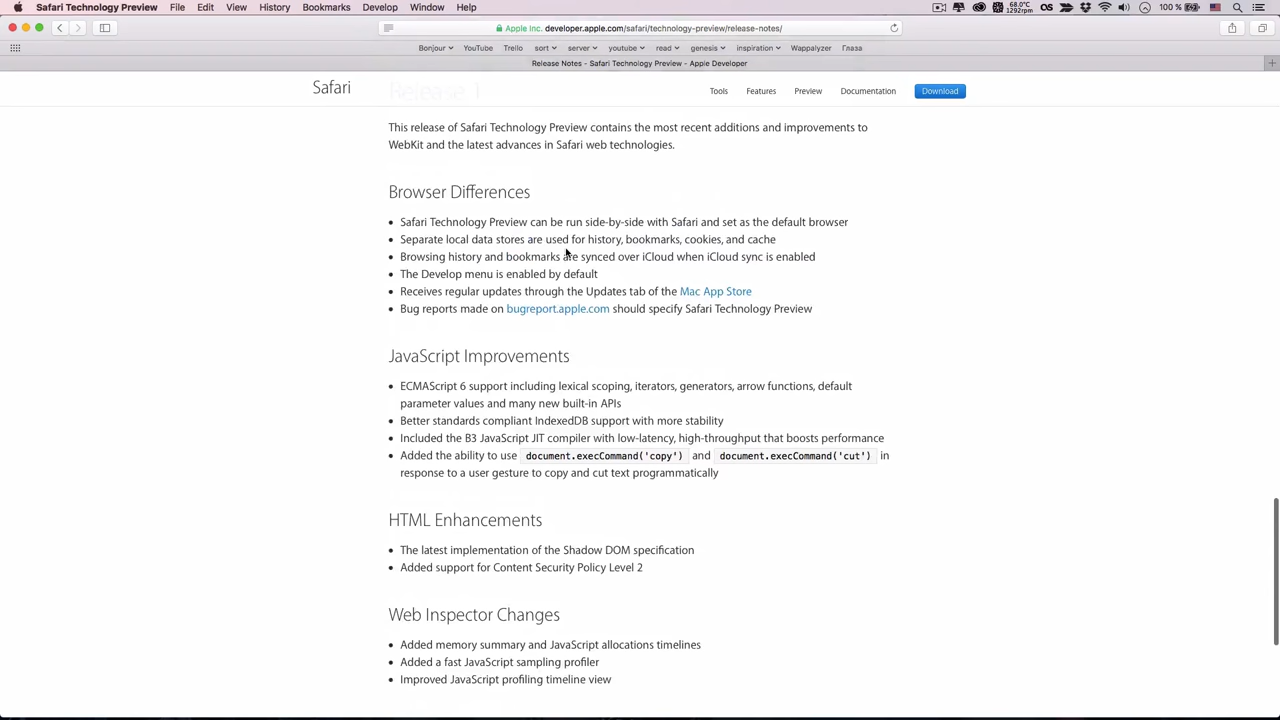 Safari Technology Preview File Edit View History Bookmarks Develop Window Help 68.0°C 1292rpm 100 %
Apple Inc. developer.apple.com/safari/technology-preview/release-notes/
Bonjour YouTube Trello sort server youtube read genesis inspiration Wappalyzer Глаза
Release Notes - Safari Technology Preview - Apple Developer
Safari Release 1 Tools Features Preview Documentation Download
This release of Safari Technology Preview contains the most recent additions and improvements to
WebKit and the latest advances in Safari web technologies.
Browser Differences
• Safari Technology Preview can be run side-by-side with Safari and set as the default browser
• Separate local data stores are used for history, bookmarks, cookies, and cache
• Browsing history and bookmarks are synced over iCloud when iCloud sync is enabled
• The Develop menu is enabled by default
• Receives regular updates through the Updates tab of the Mac App Store
• Bug reports made on bugreport.apple.com should specify Safari Technology Preview
JavaScript Improvements
• ECMAScript 6 support including lexical scoping, iterators, generators, arrow functions, default
parameter values and many new built-in APIs
• Better standards compliant IndexedDB support with more stability
• Included the B3 JavaScript JIT compiler with low-latency, high-throughput that boosts performance
• Added the ability to use document.execCommand('copy') and document.execCommand('cut') in
response to a user gesture to copy and cut text programmatically
HTML Enhancements
• The latest implementation of the Shadow DOM specification
• Added support for Content Security Policy Level 2
Web Inspector Changes
• Added memory summary and JavaScript allocations timelines
• Added a fast JavaScript sampling profiler
• Improved JavaScript profiling timeline view